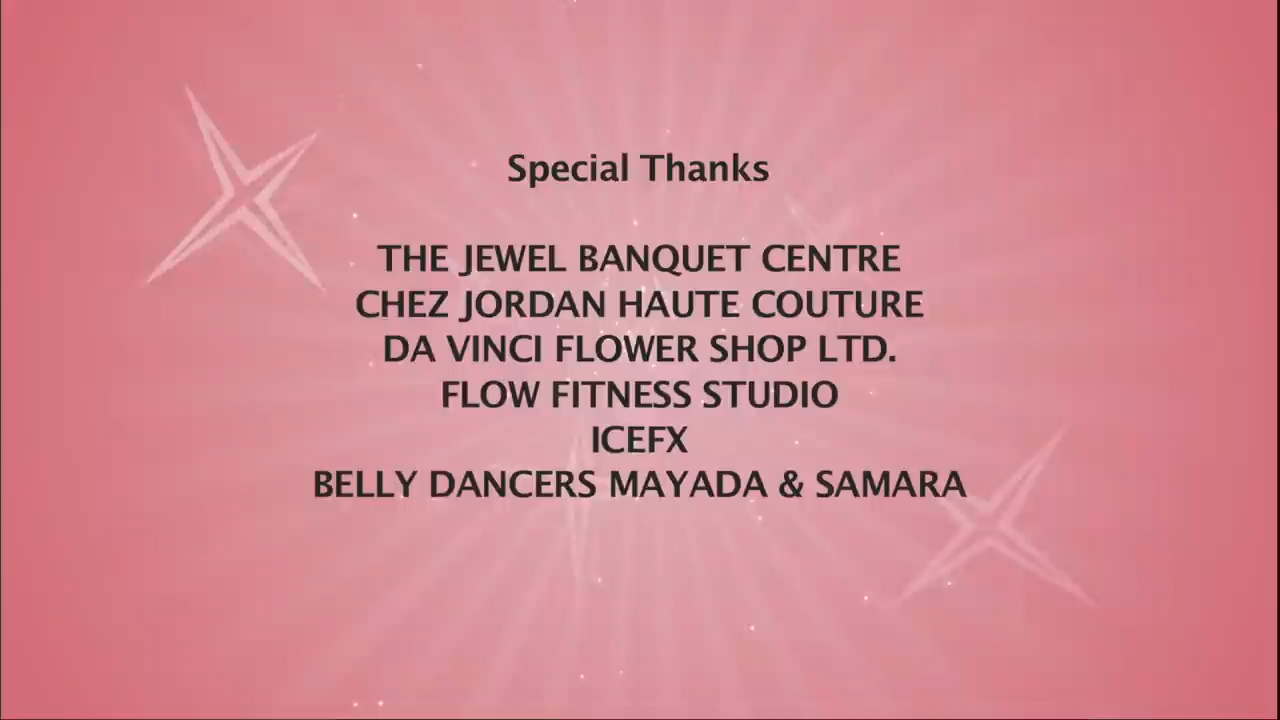 Special Thanks
THE JEWEL BANQUET CENTRE
CHEZ JORDAN HAUTE COUTURE
DA VINCI FLOWER SHOP LTD.
FLOW FITNESS STUDIO
ICEFX
BELLY DANCERS MAYADA & SAMARA